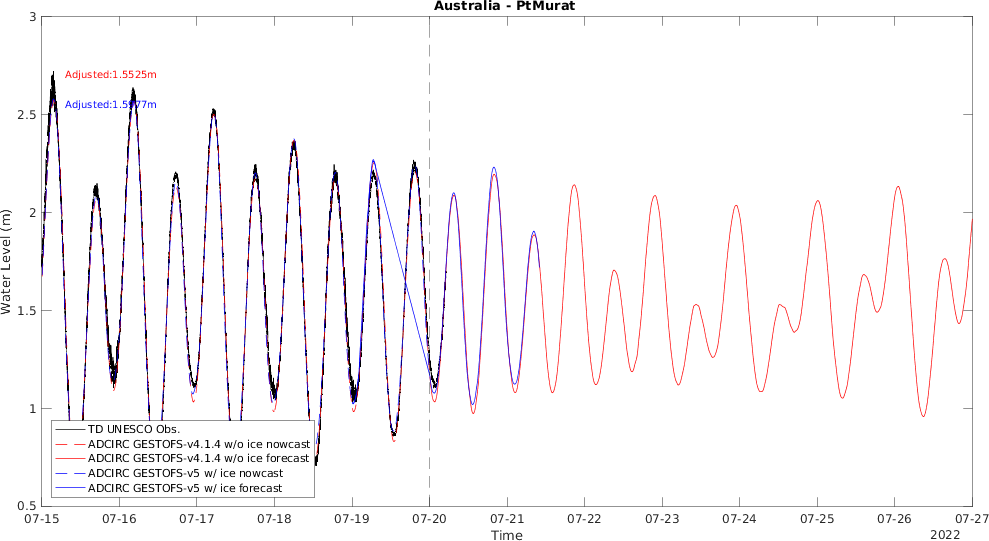 Australia - PtMurat
Adjusted:1.5525m
Adjusted:1.5977m
Water Level (m)
3
2.5
2
1.5
1
0.5
TD UNESCO Obs.
ADCIRC GESTOFS-v4.1.4 w/o ice nowcast
ADCIRC GESTOFS-v4.1.4 w/o ice forecast
ADCIRC GESTOFS-v5 w/ ice nowcast
ADCIRC GESTOFS-v5 w/ ice forecast
07-15 07-16 07-17 07-18 07-19 07-20 07-21 07-22 07-23 07-24 07-25 07-26 07-27
Time
2022